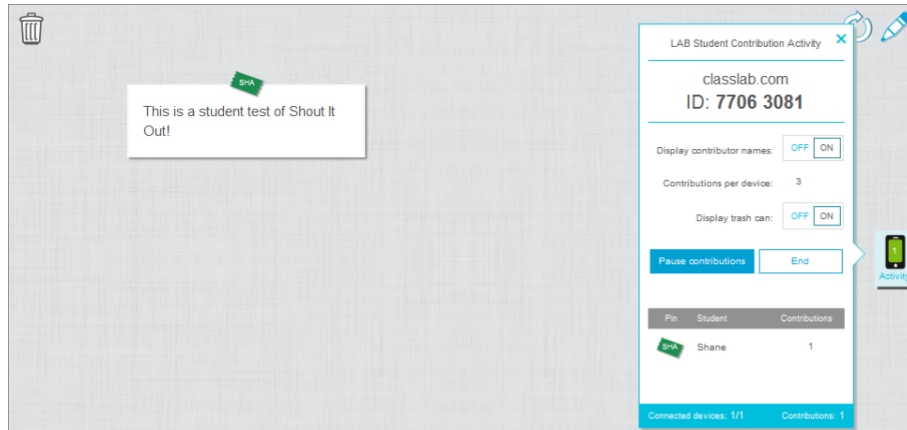 SHA
This is a student test of Shout It
Out!
LAB Student Contribution Activity
classlab.com
ID: 7706 3081
Display contributor names: OFF ON
Contributions per device: 3
Display trash can: OFF ON
Pause contributions End
1
Activity
Pin Student Contributions
SHA Shane 1
Connected devices: 1/1 Contributions: 1